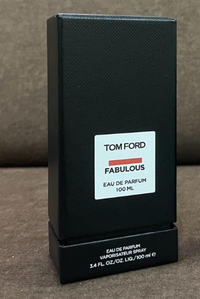 TOM FORD
FABULOUS
EAU DE PARFUM
100 ML
EAU DE PARFUM
VAPORISATEUR SPRAY
3.4 FL. OZ./OZ. LIQ./100 ml ℮